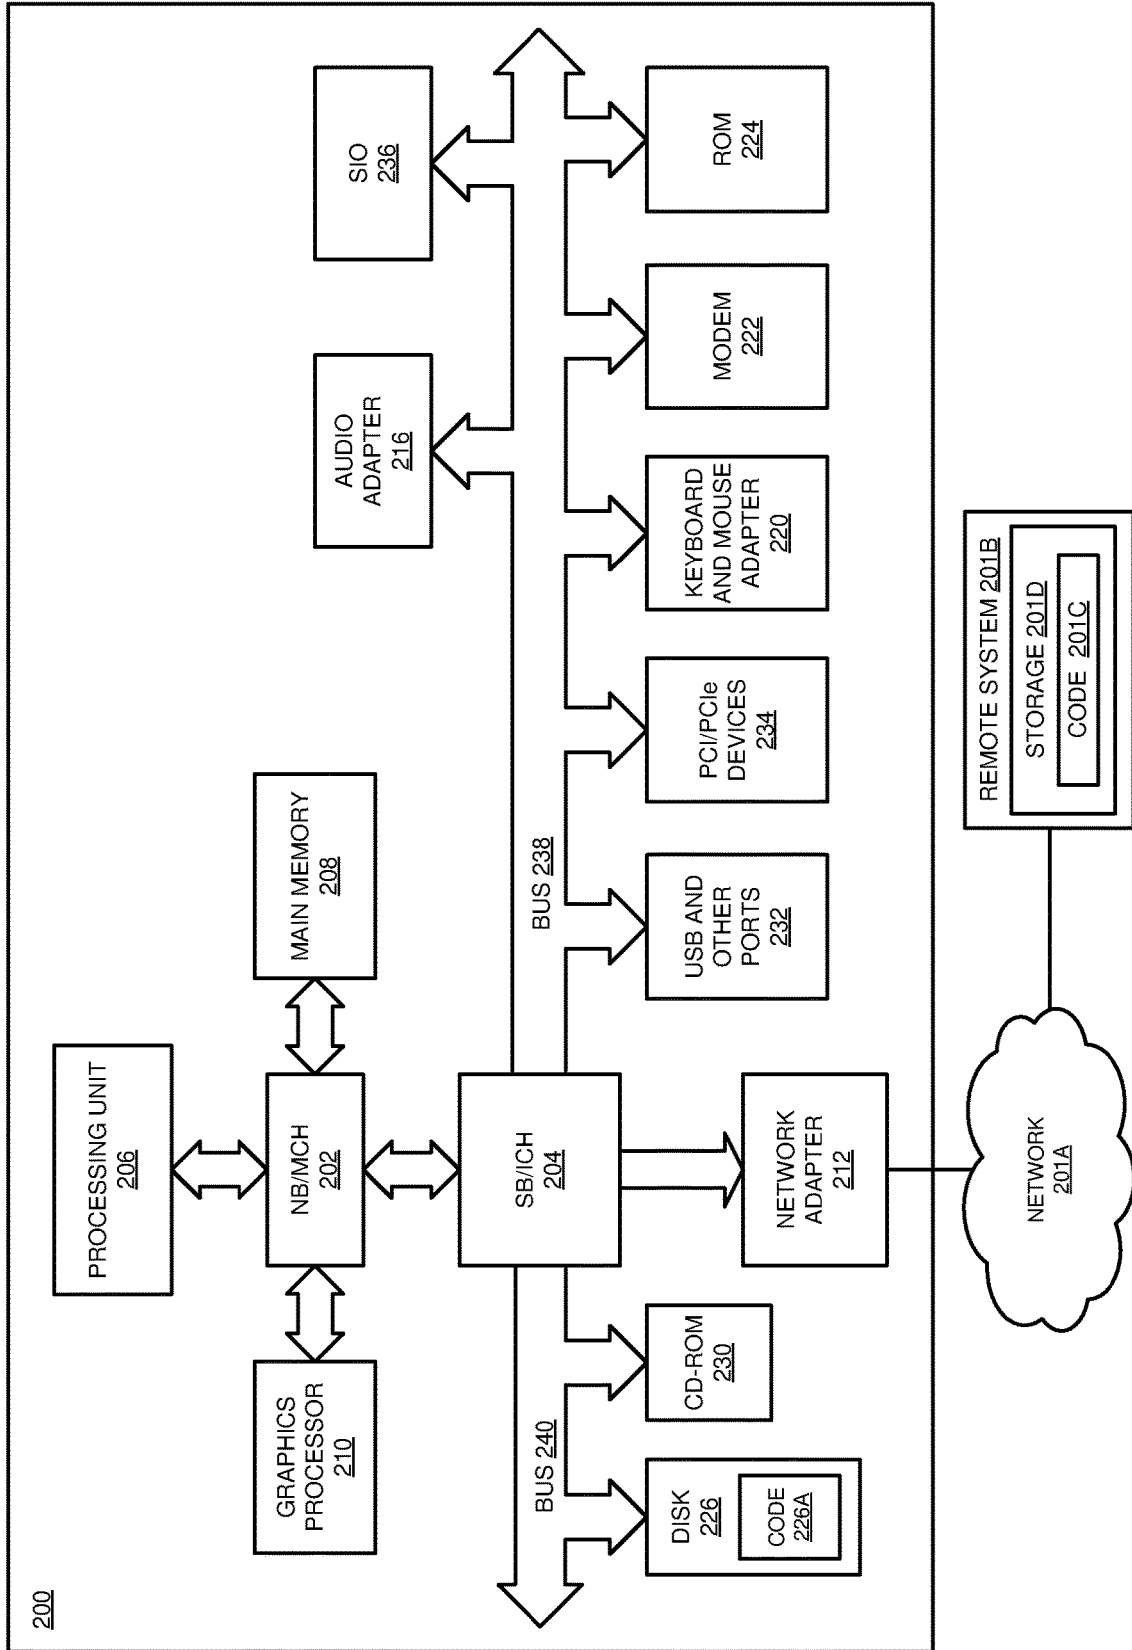 200
PROCESSING UNIT
206
GRAPHICS
PROCESSOR
210
NB/MCH
202
MAIN MEMORY
208
AUDIO
ADAPTER
216
SIO
236
SB/ICH
204
BUS 240
BUS 238
DISK
226
CODE
226A
CD-ROM
230
NETWORK
ADAPTER
212
USB AND
OTHER
PORTS
232
PCI/PCIe
DEVICES
234
KEYBOARD
AND MOUSE
ADAPTER
220
MODEM
222
ROM
224
NETWORK
201A
REMOTE SYSTEM 201B
STORAGE 201D
CODE 201C